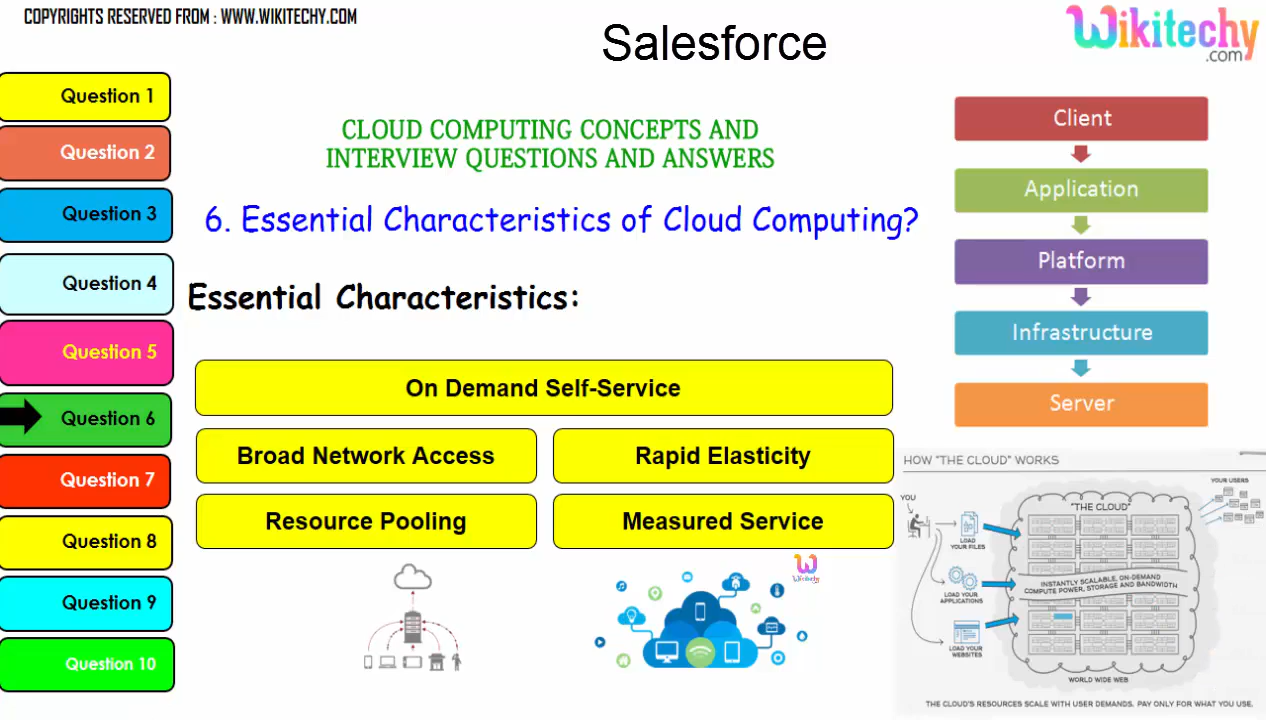 COPYRIGHTS RESERVED FROM : WWW.WIKITECHY.COM
Salesforce
Wikitechy
.com
Question 1
Question 2
Question 3
Question 4
Question 5
Question 6
Question 7
Question 8
Question 9
Question 10
CLOUD COMPUTING CONCEPTS AND
INTERVIEW QUESTIONS AND ANSWERS
6. Essential Characteristics of Cloud Computing?
Essential Characteristics:
On Demand Self-Service
Broad Network Access
Rapid Elasticity
Resource Pooling
Measured Service
Wikitechy
Client
Application
Platform
Infrastructure
Server
HOW "THE CLOUD" WORKS
YOUR USERS
YOU
"THE CLOUD"
LOAD
YOUR FILES
INSTANTLY SCALABLE, ON-DEMAND
COMPUTE POWER, STORAGE AND BANDWIDTH
LOAD YOUR
APPLICATIONS
LOAD YOUR
WEBSITES
WORLD WIDE WEB
THE CLOUD'S RESOURCES SCALE WITH USER DEMANDS. PAY ONLY FOR WHAT YOU USE.